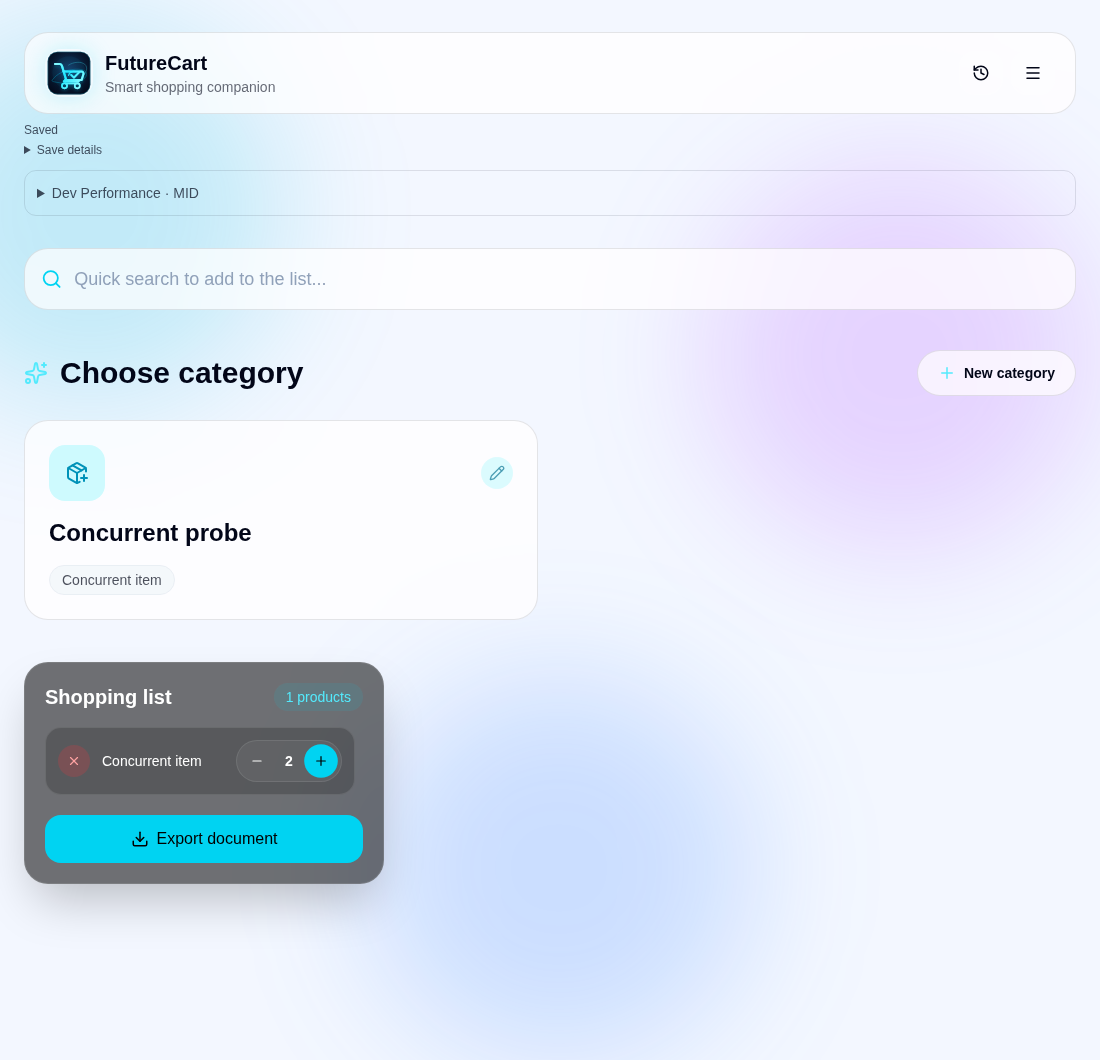 FutureCart
Smart shopping companion
Saved
Save details
Dev Performance · MID
Quick search to add to the list...
Choose category
New category
Concurrent probe
Concurrent item
Shopping list
1 products
Concurrent item
2
Export document